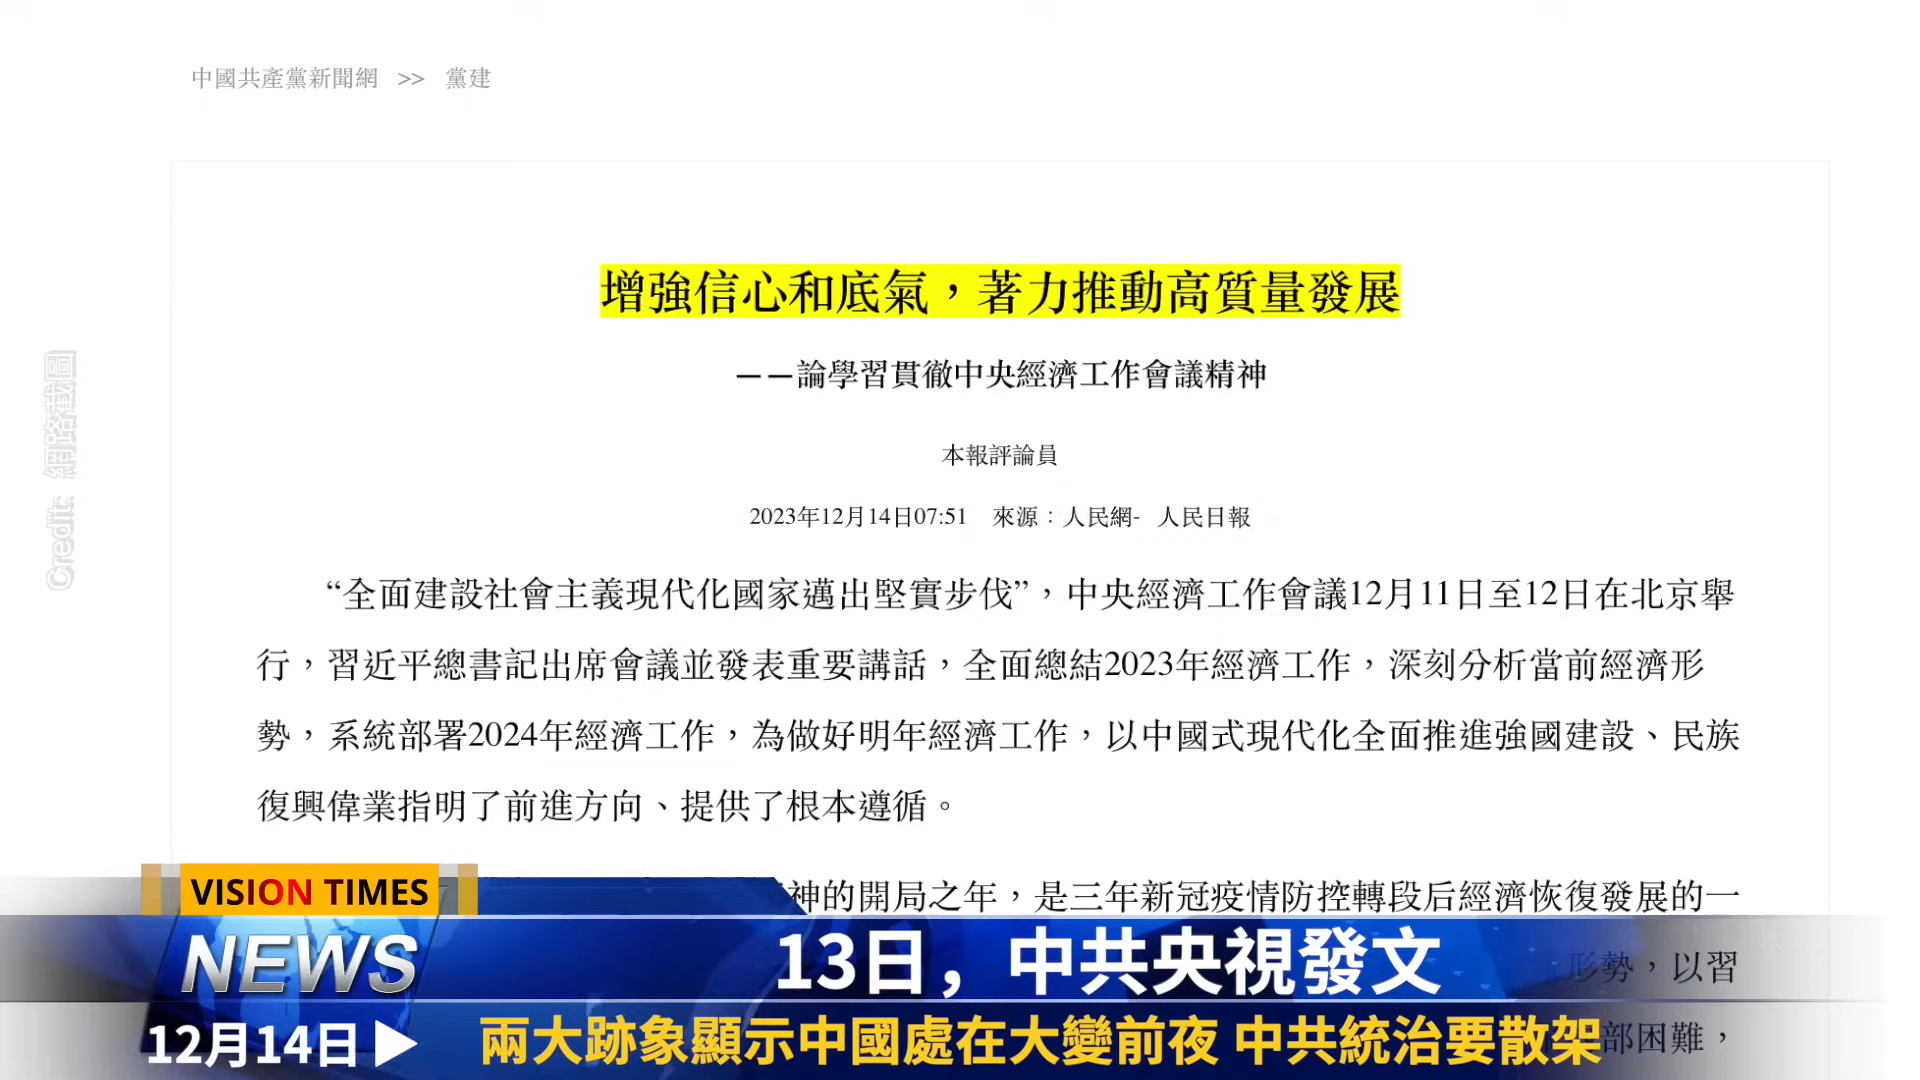 中國共產黨新聞網 >> 黨建
增強信心和底氣，著力推動高質量發展
——論學習貫徹中央經濟工作會議精神
本報評論員
2023年12月14日07:51 來源：人民網- 人民日報
Credit: 網路截圖
“全面建設社會主義現代化國家邁出堅實步伐”，中央經濟工作會議12月11日至12日在北京舉
行，習近平總書記出席會議並發表重要講話，全面總結2023年經濟工作，深刻分析當前經濟形
勢，系統部署2024年經濟工作，為做好明年經濟工作，以中國式現代化全面推進強國建設、民族
復興偉業指明了前進方向、提供了根本遵循。
神的開局之年，是三年新冠疫情防控轉段后經濟恢復發展的一
形勢，以習
部困難，
VISION TIMES
NEWS
13日，中共央視發文
12月14日
兩大跡象顯示中國處在大變前夜 中共統治要散架